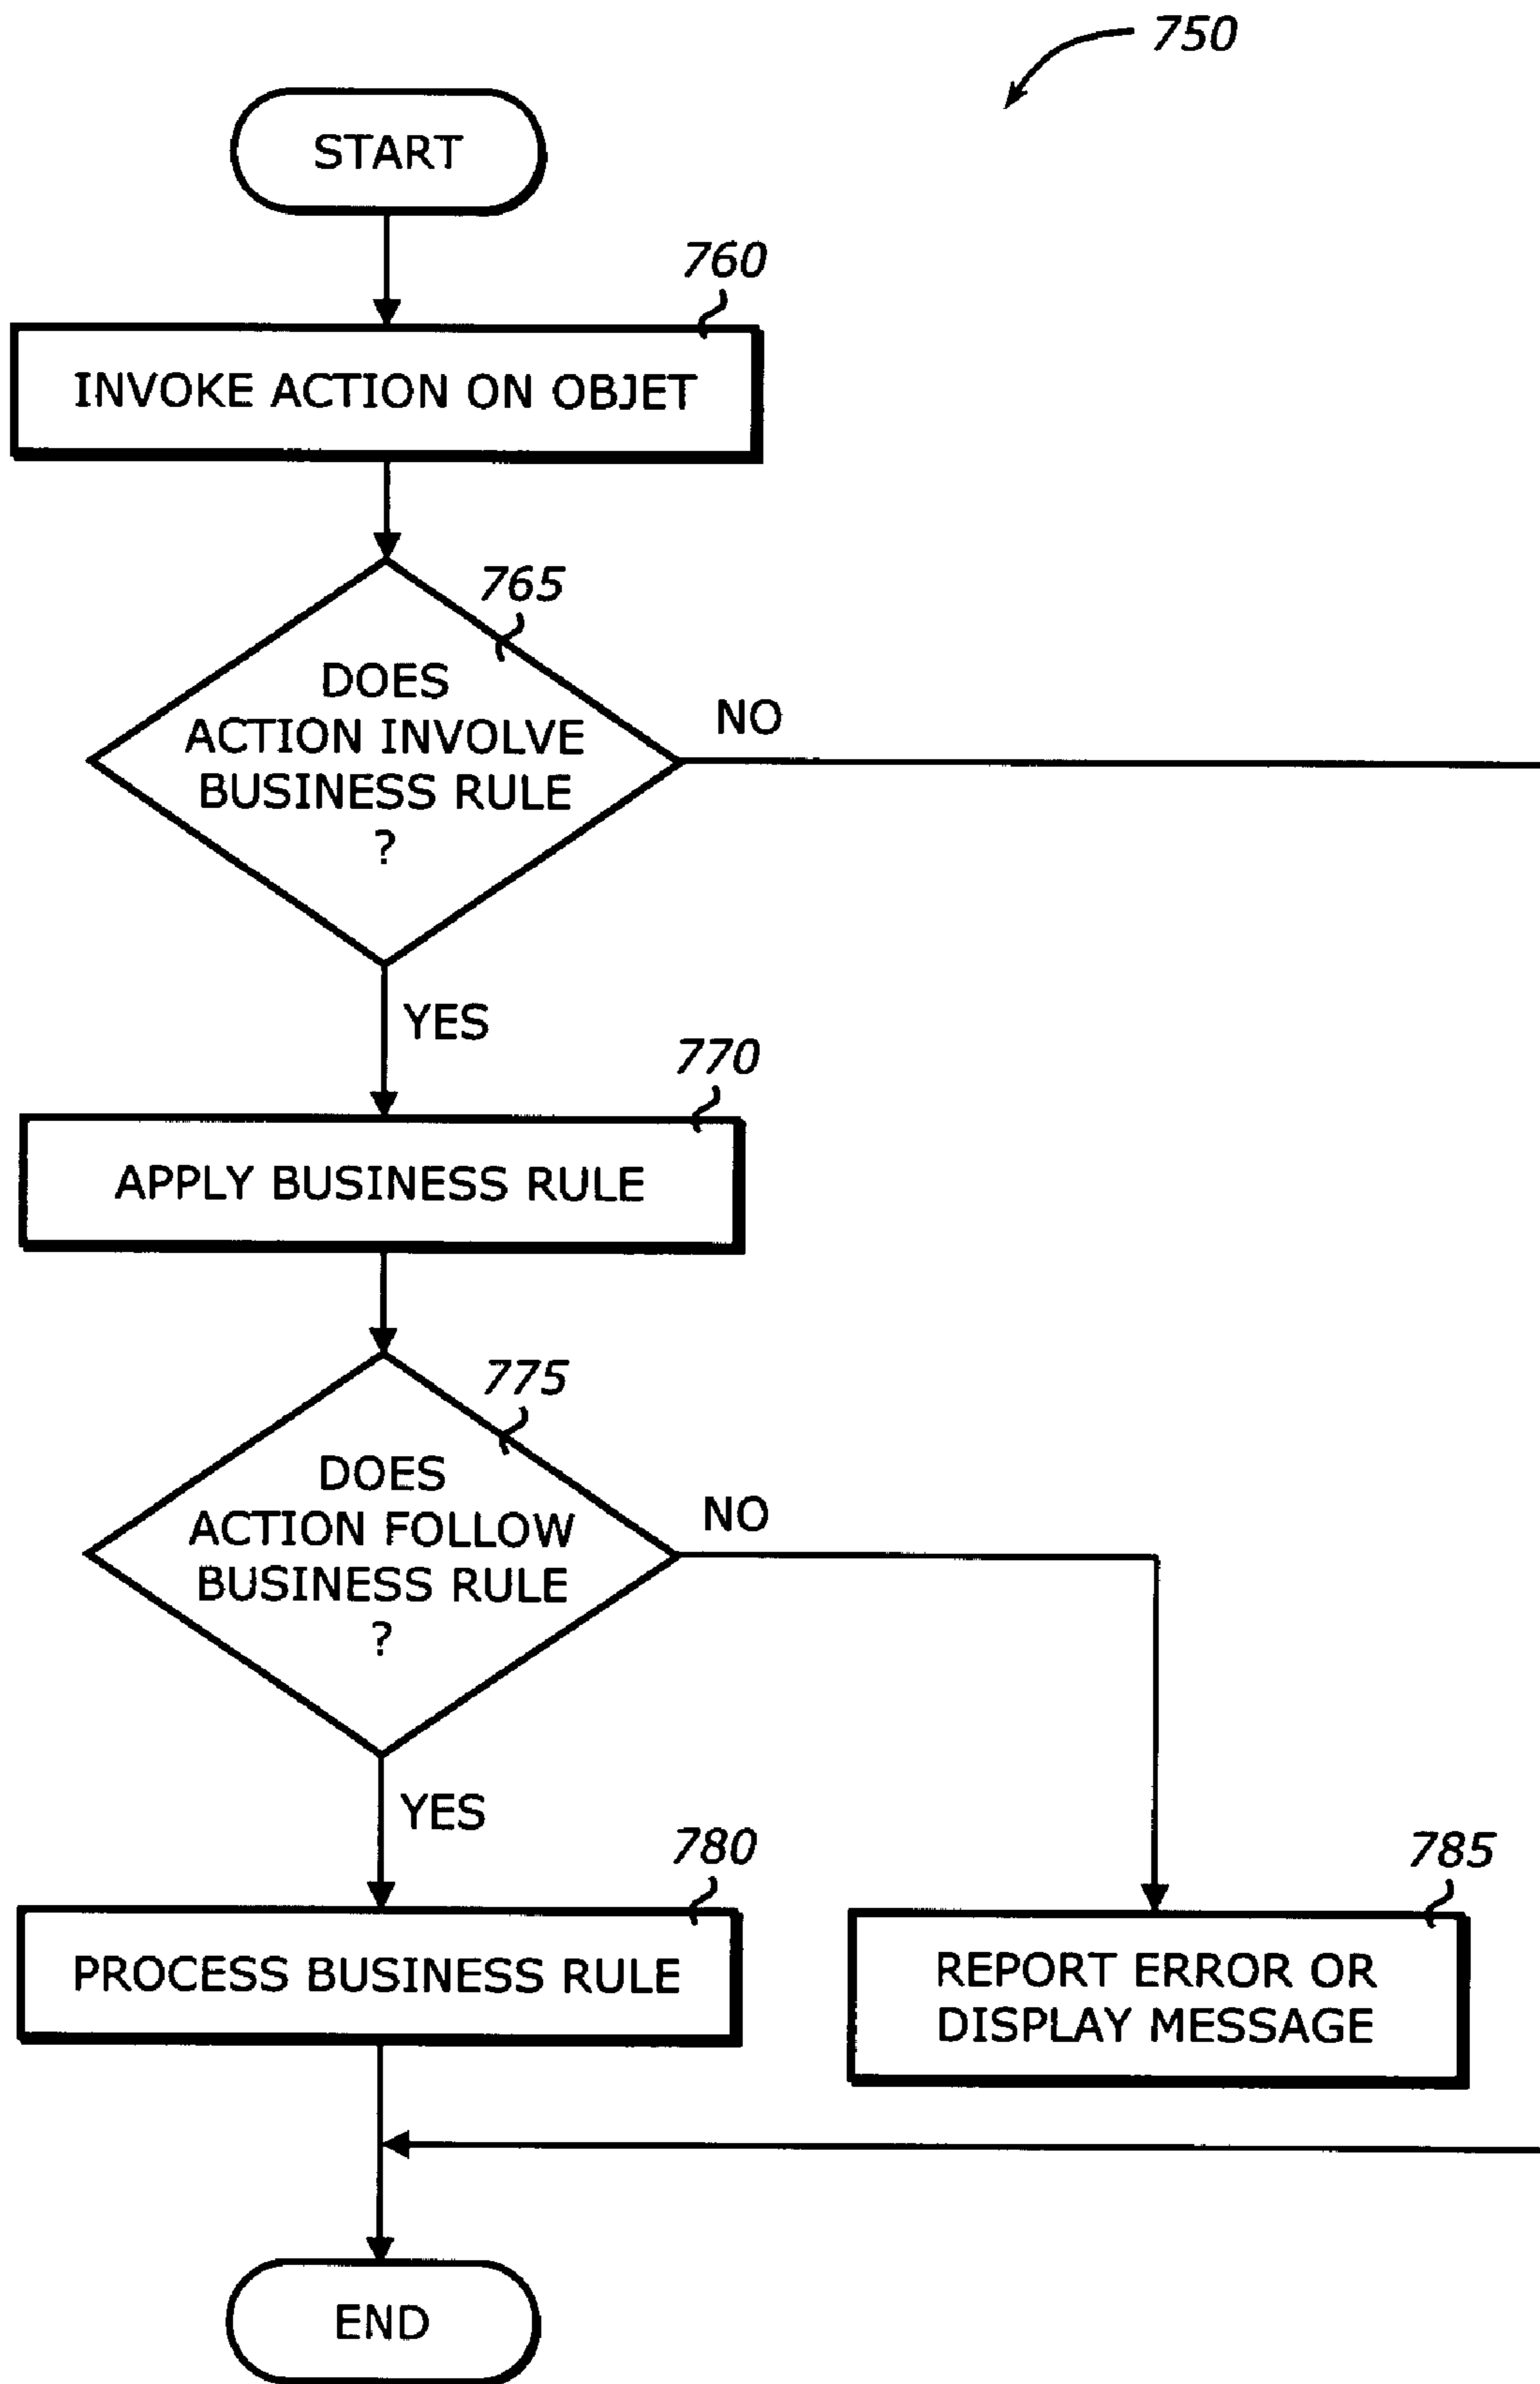 750
START
760
INVOKE ACTION ON OBJET
765
DOES
ACTION INVOLVE
BUSINESS RULE
?
NO
YES
770
APPLY BUSINESS RULE
775
DOES
ACTION FOLLOW
BUSINESS RULE
?
NO
YES
780
PROCESS BUSINESS RULE
785
REPORT ERROR OR
DISPLAY MESSAGE
END